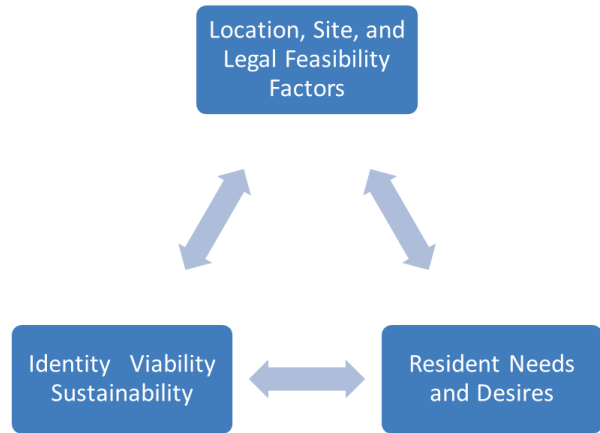 Location, Site, and
Legal Feasibility
Factors
Identity Viability
Sustainability
Resident Needs
and Desires